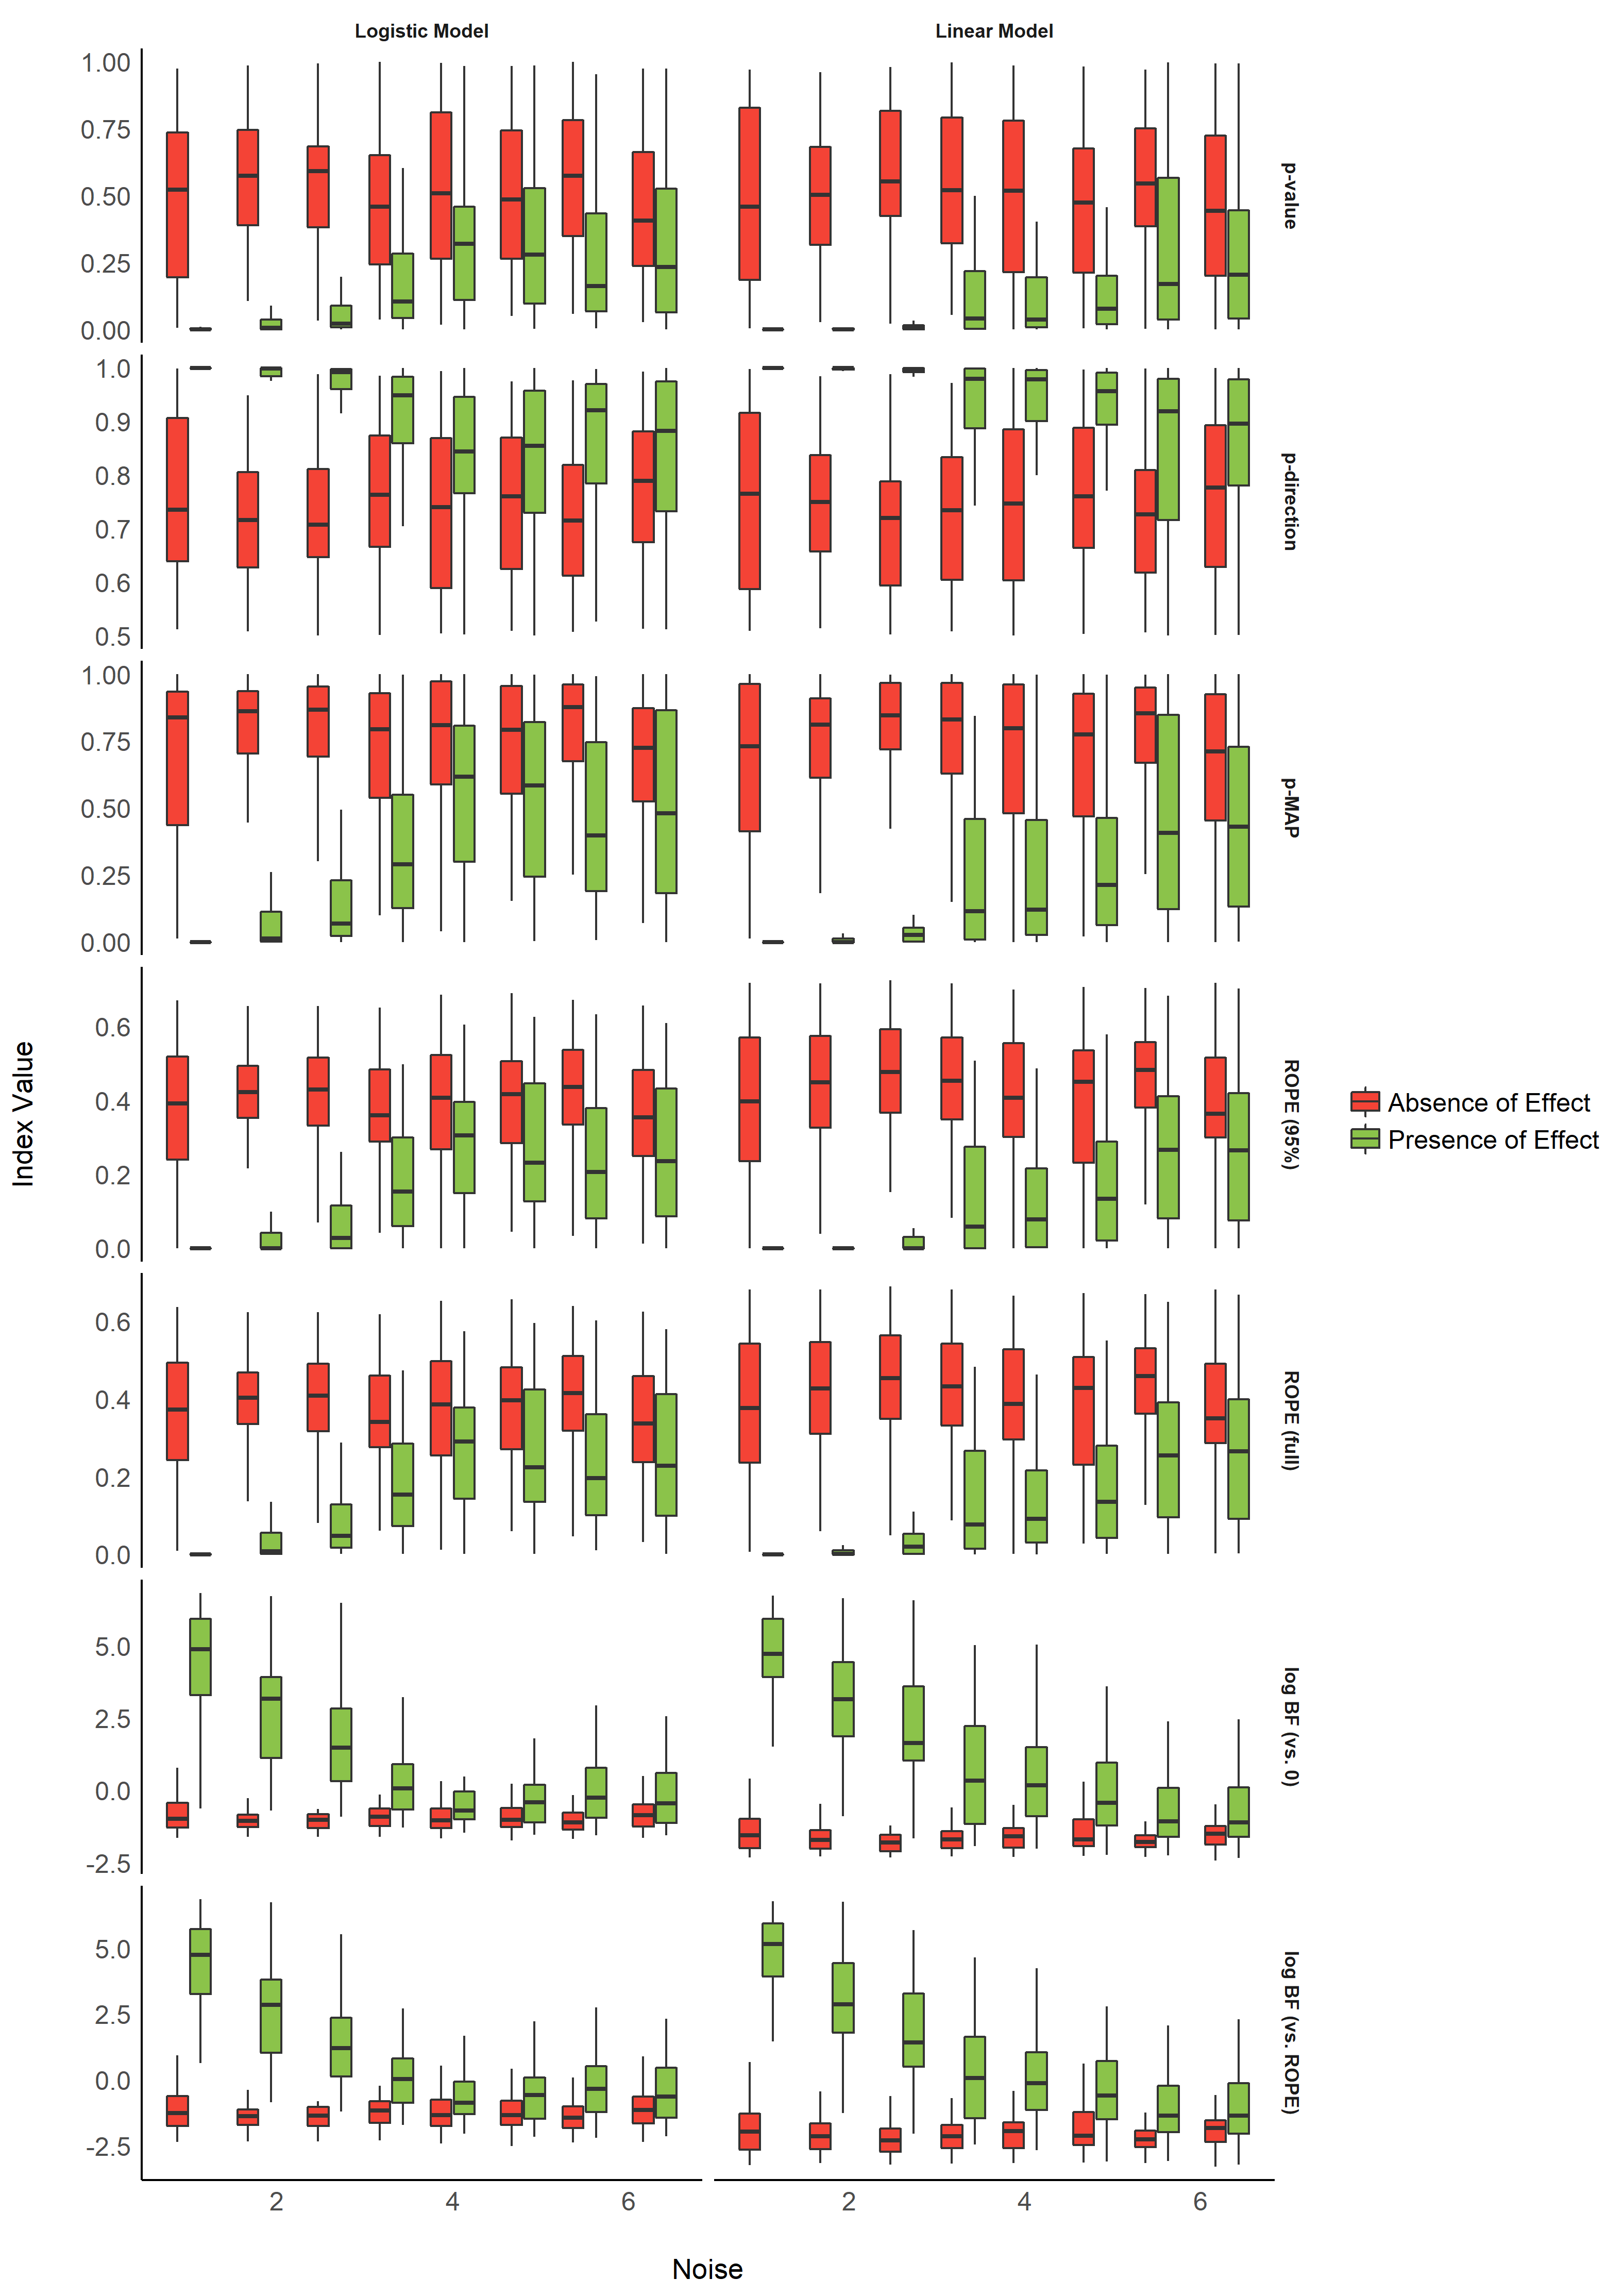 Logistic Model
Linear Model
1.00
0.75
0.50
0.25
0.00
p-value
1.0
0.9
0.8
0.7
0.6
0.5
p-direction
1.00
0.75
0.50
0.25
0.00
p-MAP
0.6
0.4
0.2
0.0
ROPE (95%)
0.6
0.4
0.2
0.0
ROPE (full)
5.0
2.5
0.0
-2.5
log BF (vs. 0)
5.0
2.5
0.0
-2.5
log BF (vs. ROPE)
2
4
6
2
4
6
Noise
Index Value
Absence of Effect
Presence of Effect